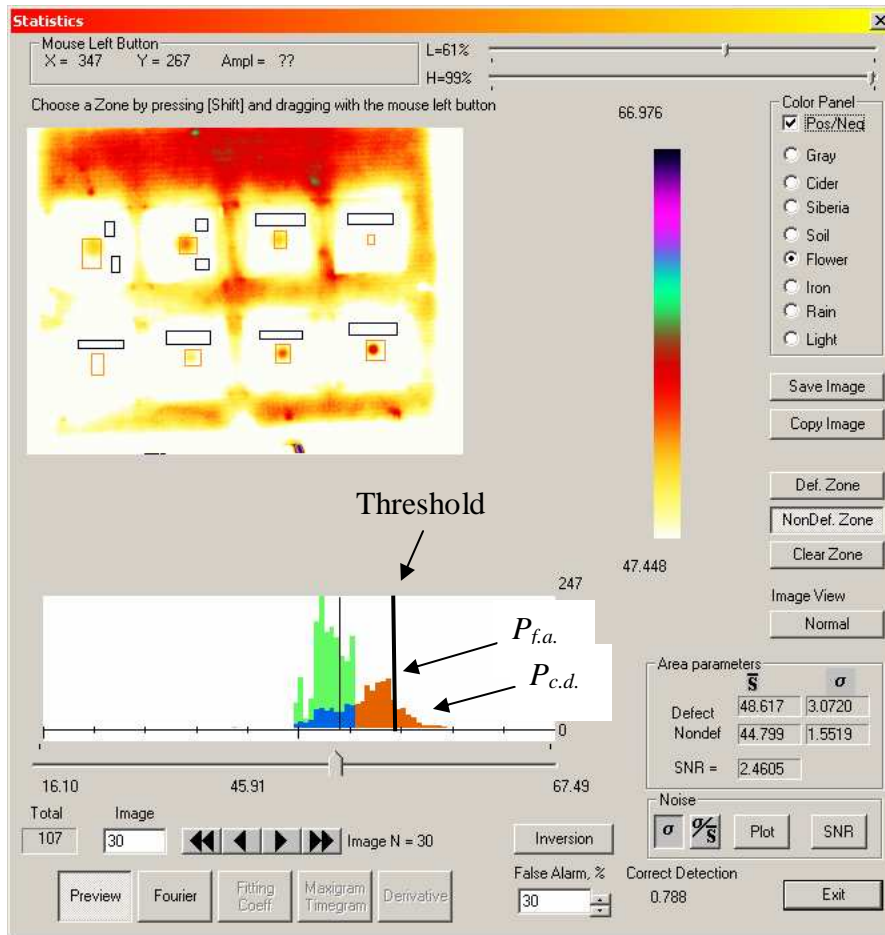 Statistics
Mouse Left Button
X = 347 Y = 267 Ampl = ??
L=61%
H=99%
Choose a Zone by pressing [Shift] and dragging with the mouse left button
66.976
47.448
Color Panel
Pos/Neg
Gray
Cider
Siberia
Soil
Flower
Iron
Rain
Light
Save Image
Copy Image
Def. Zone
NonDef. Zone
Clear Zone
Image View
Normal
Threshold
247
P f.a.
P c.d.
0
16.10 45.91 67.49
Area parameters
S̅ σ
Defect 48.617 3.0720
Nondef 44.799 1.5519
SNR = 2.4605
Noise
σ σ/S̅ Plot SNR
Total Image
107 30 Image N = 30
Inversion
False Alarm, % Correct Detection
30 0.788
Preview Fourier Fitting Coeff. Maxigram Timegram Derivative
Exit